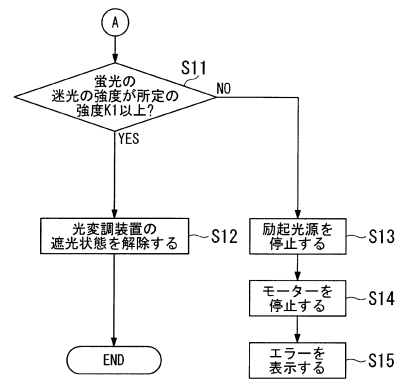 A
S11
蛍光の
迷光の強度が所定の
強度K1以上?
NO
YES
光変調装置の
遮光状態を解除する
S12
励起光源を
停止する
S13
モーターを
停止する
S14
END
エラーを
表示する
S15